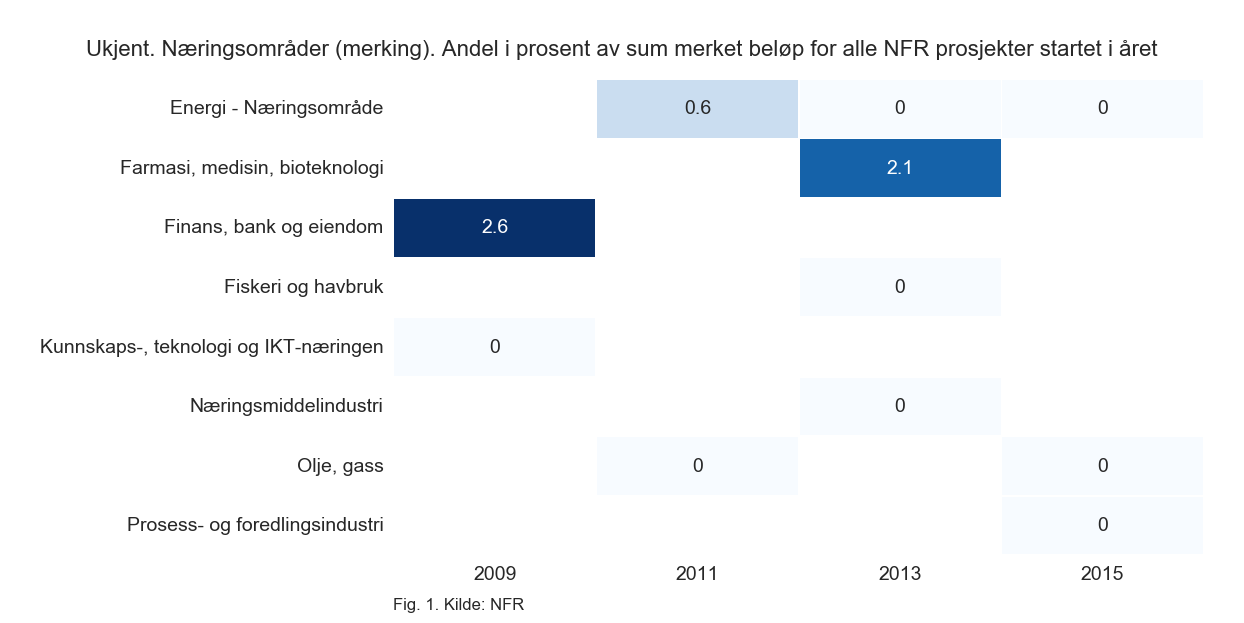 Ukjent. Næringsområder (merking). Andel i prosent av sum merket beløp for alle NFR prosjekter startet i året
Energi - Næringsområde 0.6 0 0
Farmasi, medisin, bioteknologi 2.1
Finans, bank og eiendom 2.6
Fiskeri og havbruk 0
Kunnskaps-, teknologi og IKT-næringen 0
Næringsmiddelindustri 0
Olje, gass 0 0
Prosess- og foredlingsindustri 0
2009 2011 2013 2015
Fig. 1. Kilde: NFR